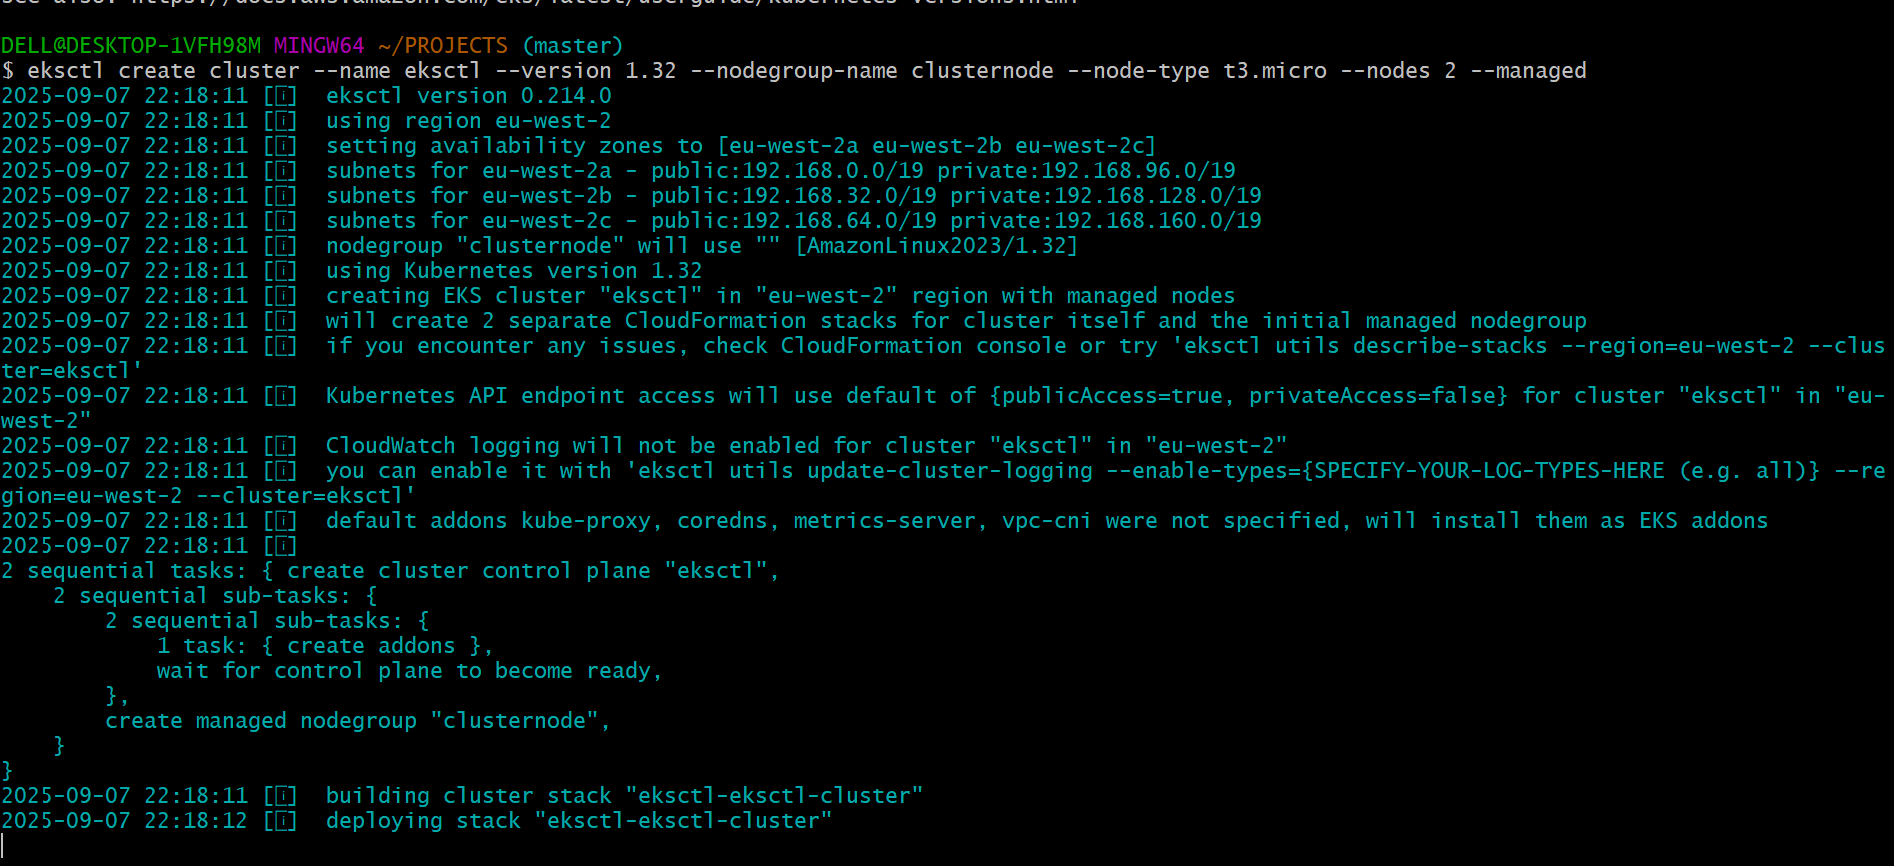 see also: https://docs.aws.amazon.com/eks/latest/userguide/kubernetes-versions.html
DELL@DESKTOP-1VFH98M MINGW64 ~/PROJECTS (master)
$ eksctl create cluster --name eksctl --version 1.32 --nodegroup-name clusternode --node-type t3.micro --nodes 2 --managed
2025-09-07 22:18:11 [ℹ]  eksctl version 0.214.0
2025-09-07 22:18:11 [ℹ]  using region eu-west-2
2025-09-07 22:18:11 [ℹ]  setting availability zones to [eu-west-2a eu-west-2b eu-west-2c]
2025-09-07 22:18:11 [ℹ]  subnets for eu-west-2a - public:192.168.0.0/19 private:192.168.96.0/19
2025-09-07 22:18:11 [ℹ]  subnets for eu-west-2b - public:192.168.32.0/19 private:192.168.128.0/19
2025-09-07 22:18:11 [ℹ]  subnets for eu-west-2c - public:192.168.64.0/19 private:192.168.160.0/19
2025-09-07 22:18:11 [ℹ]  nodegroup "clusternode" will use "" [AmazonLinux2023/1.32]
2025-09-07 22:18:11 [ℹ]  using Kubernetes version 1.32
2025-09-07 22:18:11 [ℹ]  creating EKS cluster "eksctl" in "eu-west-2" region with managed nodes
2025-09-07 22:18:11 [ℹ]  will create 2 separate CloudFormation stacks for cluster itself and the initial managed nodegroup
2025-09-07 22:18:11 [ℹ]  if you encounter any issues, check CloudFormation console or try 'eksctl utils describe-stacks --region=eu-west-2 --clus
ter=eksctl'
2025-09-07 22:18:11 [ℹ]  Kubernetes API endpoint access will use default of {publicAccess=true, privateAccess=false} for cluster "eksctl" in "eu-
west-2"
2025-09-07 22:18:11 [ℹ]  CloudWatch logging will not be enabled for cluster "eksctl" in "eu-west-2"
2025-09-07 22:18:11 [ℹ]  you can enable it with 'eksctl utils update-cluster-logging --enable-types={SPECIFY-YOUR-LOG-TYPES-HERE (e.g. all)} --re
gion=eu-west-2 --cluster=eksctl'
2025-09-07 22:18:11 [ℹ]  default addons kube-proxy, coredns, metrics-server, vpc-cni were not specified, will install them as EKS addons
2025-09-07 22:18:11 [ℹ]
2 sequential tasks: { create cluster control plane "eksctl",
    2 sequential sub-tasks: {
        2 sequential sub-tasks: {
            1 task: { create addons },
            wait for control plane to become ready,
        },
        create managed nodegroup "clusternode",
    }
}
2025-09-07 22:18:11 [ℹ]  building cluster stack "eksctl-eksctl-cluster"
2025-09-07 22:18:12 [ℹ]  deploying stack "eksctl-eksctl-cluster"